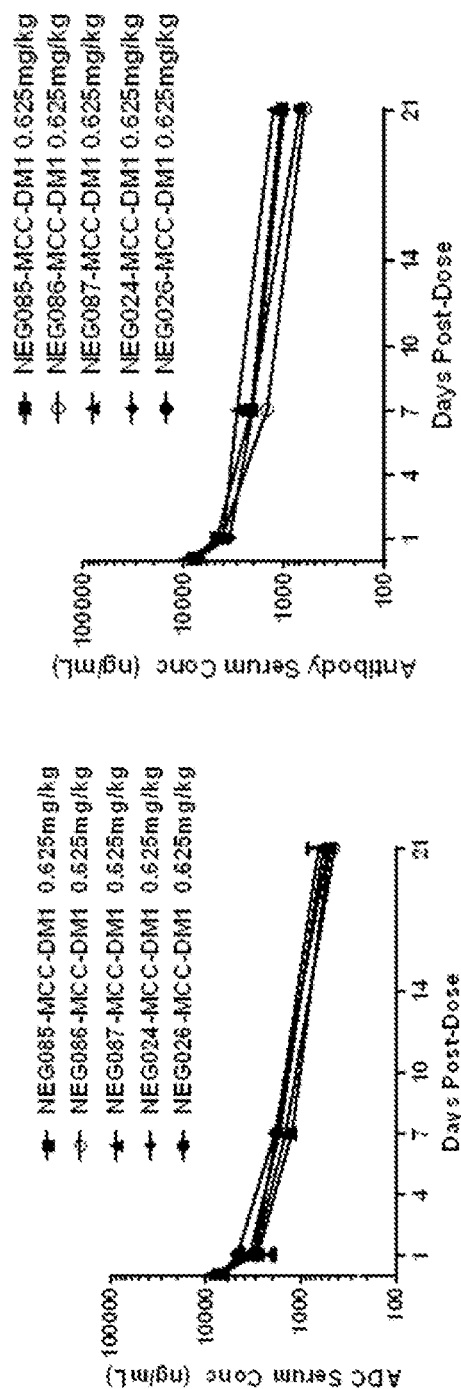 NEG085-MCC-DM1 0.625mg/kg
NEG086-MCC-DM1 0.625mg/kg
NEG087-MCC-DM1 0.625mg/kg
NEG024-MCC-DM1 0.625mg/kg
NEG026-MCC-DM1 0.625mg/kg
ADC Serum Conc (ng/mL)
100000
10000
1000
100
1
4
7
10
14
21
Days Post-Dose
NEG085-MCC-DM1 0.625mg/kg
NEG086-MCC-DM1 0.625mg/kg
NEG087-MCC-DM1 0.625mg/kg
NEG024-MCC-DM1 0.625mg/kg
NEG026-MCC-DM1 0.625mg/kg
Antibody Serum Conc (ng/mL)
100000
10000
1000
100
1
4
7
10
14
21
Days Post-Dose